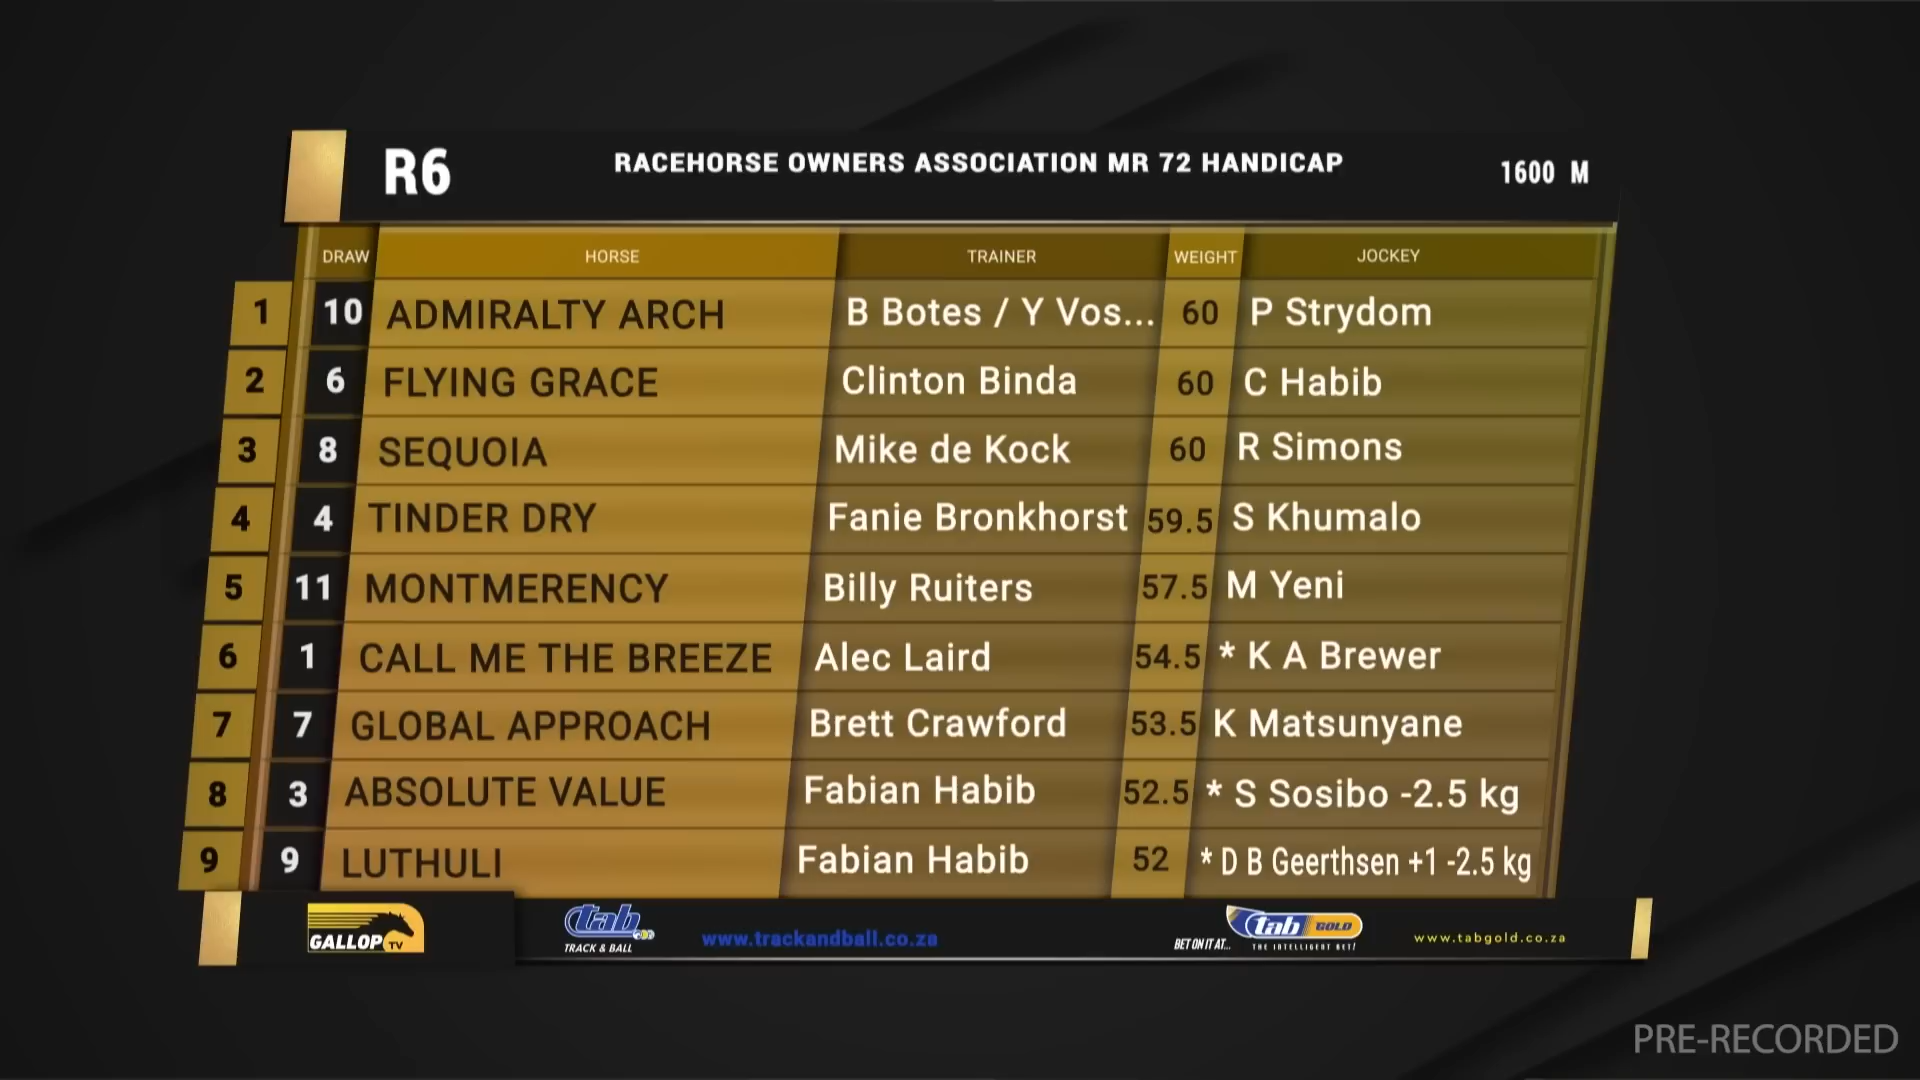 R6 RACEHORSE OWNERS ASSOCIATION MR 72 HANDICAP 1600 M
DRAW HORSE TRAINER WEIGHT JOCKEY
1 10 ADMIRALTY ARCH B Botes / Y Vos... 60 P Strydom
2 6 FLYING GRACE Clinton Binda 60 C Habib
3 8 SEQUOIA Mike de Kock 60 R Simons
4 4 TINDER DRY Fanie Bronkhorst 59.5 S Khumalo
5 11 MONTMERENCY Billy Ruiters 57.5 M Yeni
6 1 CALL ME THE BREEZE Alec Laird 54.5 * K A Brewer
7 7 GLOBAL APPROACH Brett Crawford 53.5 K Matsunyane
8 3 ABSOLUTE VALUE Fabian Habib 52.5 * S Sosibo -2.5 kg
9 9 LUTHULI Fabian Habib 52 * D B Geerthsen +1 -2.5 kg
GALLOP TV
tab
TRACK & BALL
www.trackandball.co.za
BET ON IT AT...
tab GOLD
THE INTELLIGENT BET!
www.tabgold.co.za
PRE-RECORDED